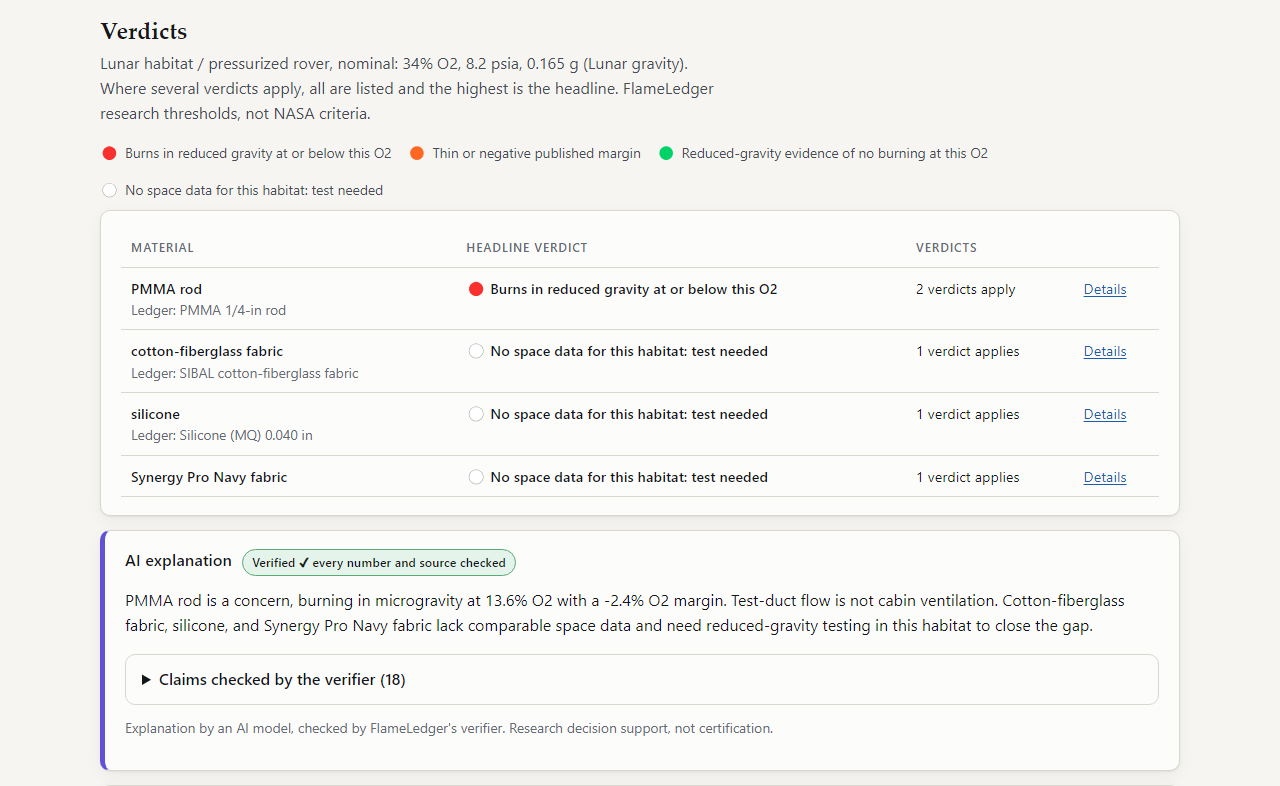 Verdicts
Lunar habitat / pressurized rover, nominal: 34% O2, 8.2 psia, 0.165 g (Lunar gravity).
Where several verdicts apply, all are listed and the highest is the headline. FlameLedger
research thresholds, not NASA criteria.
Burns in reduced gravity at or below this O2 Thin or negative published margin Reduced-gravity evidence of no burning at this O2
No space data for this habitat: test needed
MATERIAL HEADLINE VERDICT VERDICTS
PMMA rod Burns in reduced gravity at or below this O2 2 verdicts apply Details
Ledger: PMMA 1/4-in rod
cotton-fiberglass fabric No space data for this habitat: test needed 1 verdict applies Details
Ledger: SIBAL cotton-fiberglass fabric
silicone No space data for this habitat: test needed 1 verdict applies Details
Ledger: Silicone (MQ) 0.040 in
Synergy Pro Navy fabric No space data for this habitat: test needed 1 verdict applies Details
AI explanation Verified ✓ every number and source checked
PMMA rod is a concern, burning in microgravity at 13.6% O2 with a -2.4% O2 margin. Test-duct flow is not cabin ventilation. Cotton-fiberglass
fabric, silicone, and Synergy Pro Navy fabric lack comparable space data and need reduced-gravity testing in this habitat to close the gap.
▶ Claims checked by the verifier (18)
Explanation by an AI model, checked by FlameLedger's verifier. Research decision support, not certification.